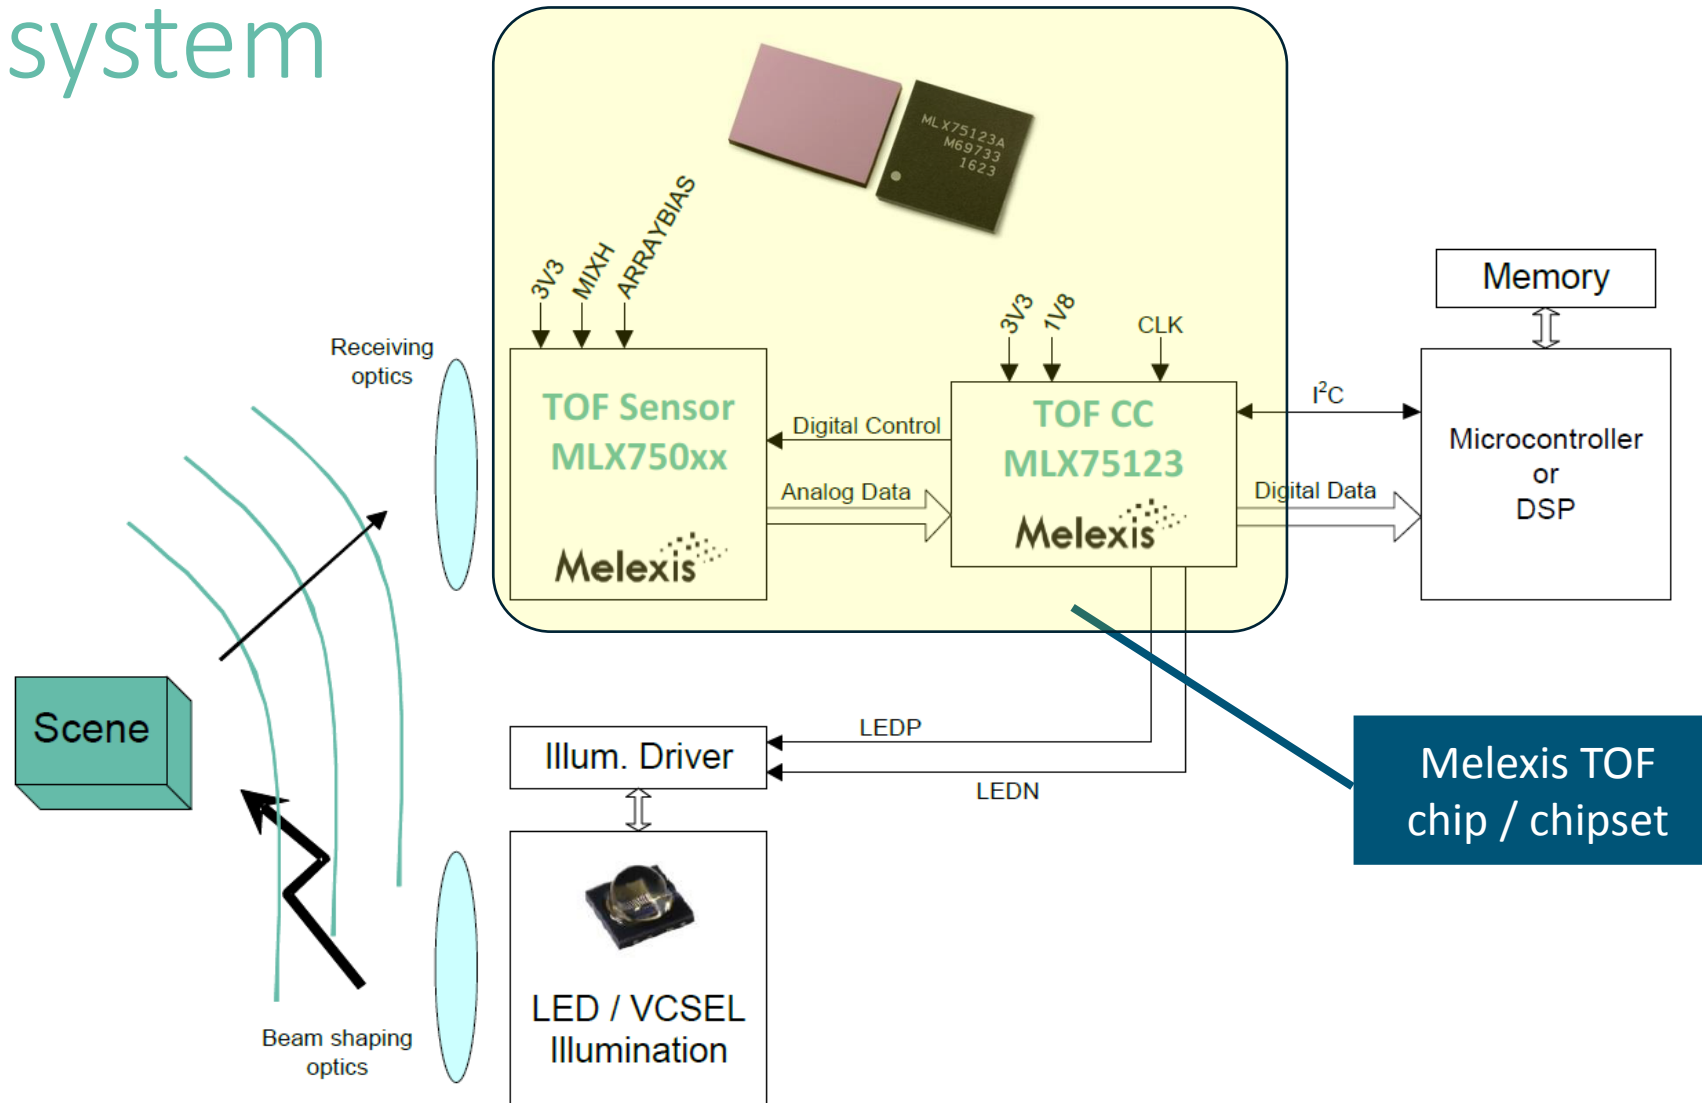 system
MLX75123A
M69733
1623
3V3
MIXH
ARRAYBIAS
3V3
1V8
CLK
Memory
Receiving
optics
TOF Sensor
MLX750xx
Melexis
Digital Control
Analog Data
TOF CC
MLX75123
Melexis
I²C
Digital Data
Microcontroller
or
DSP
Scene
Illum. Driver
LEDP
LEDN
Melexis TOF
chip / chipset
LED / VCSEL
Illumination
Beam shaping
optics